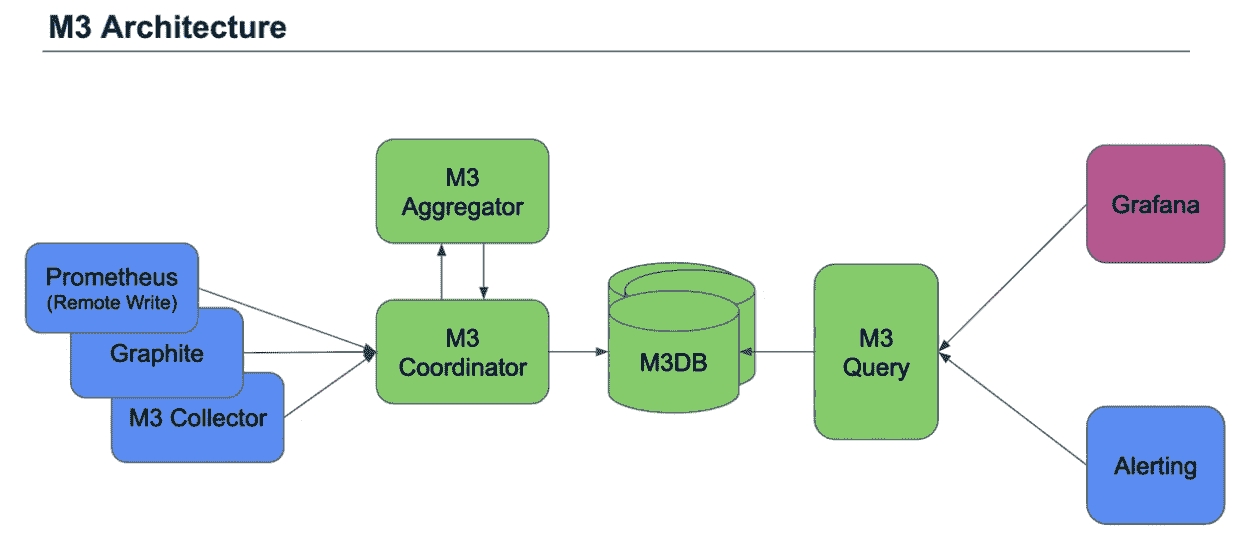 M3 Architecture
M3
Aggregator
Prometheus
(Remote Write)
Graphite
M3 Collector
M3
Coordinator
M3DB
M3
Query
Grafana
Alerting